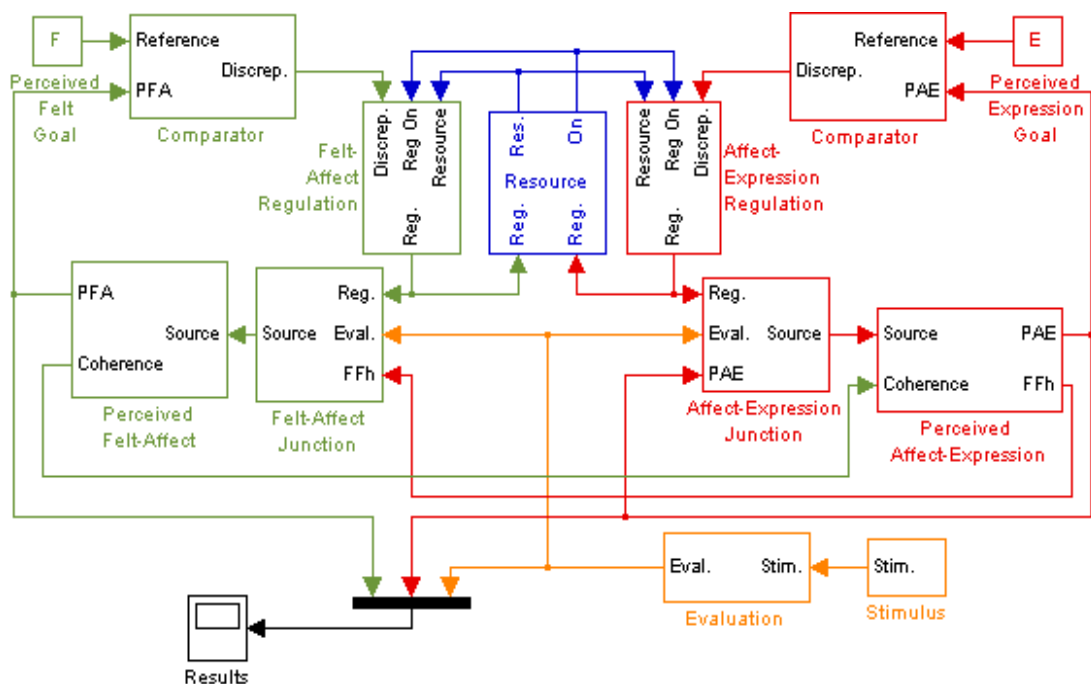 F
Perceived
Felt
Goal
Reference
Discrep.
PFA
Comparator
Reference
Discrep.
PAE
Comparator
E
Perceived
Expression
Goal
Felt-
Affect
Regulation
Discrep.
Reg On
Resource
Reg.
Res.
On
Resource
Reg.
Reg.
Resource
Reg On
Discrep.
Reg.
Affect-
Expression
Regulation
PFA
Source
Coherence
Perceived
Felt-Affect
Reg.
Source
Eval.
FFh
Felt-Affect
Junction
Reg.
Eval.
Source
PAE
Affect-Expression
Junction
Source
PAE
Coherence
FFh
Perceived
Affect-Expression
Eval.
Stim.
Evaluation
Stim.
Stimulus
Results